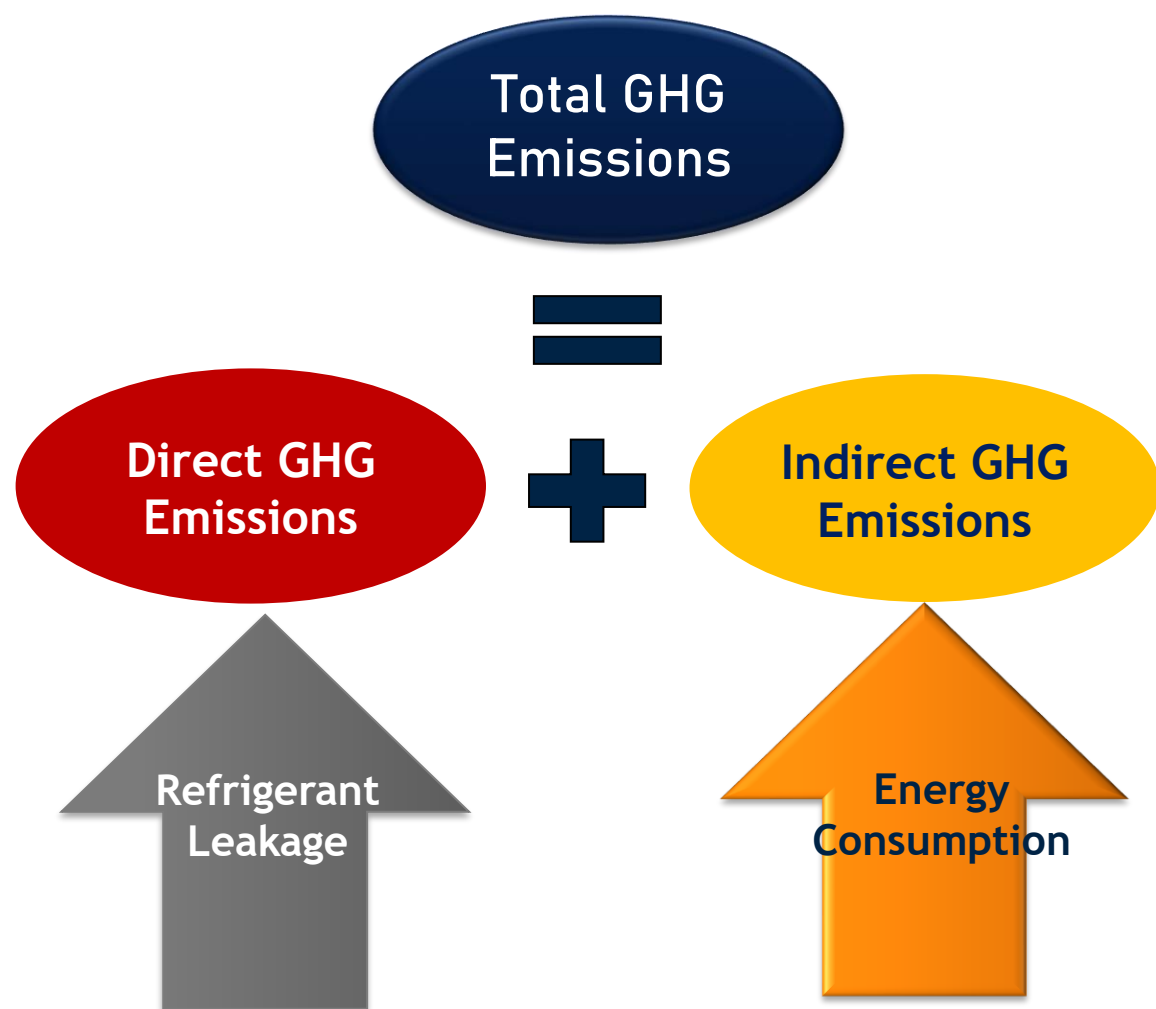 Total GHG
Emissions
Direct GHG
Emissions
Indirect GHG
Emissions
Refrigerant
Leakage
Energy
Consumption